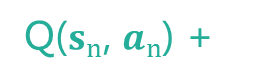 Q(sₙ, aₙ) +